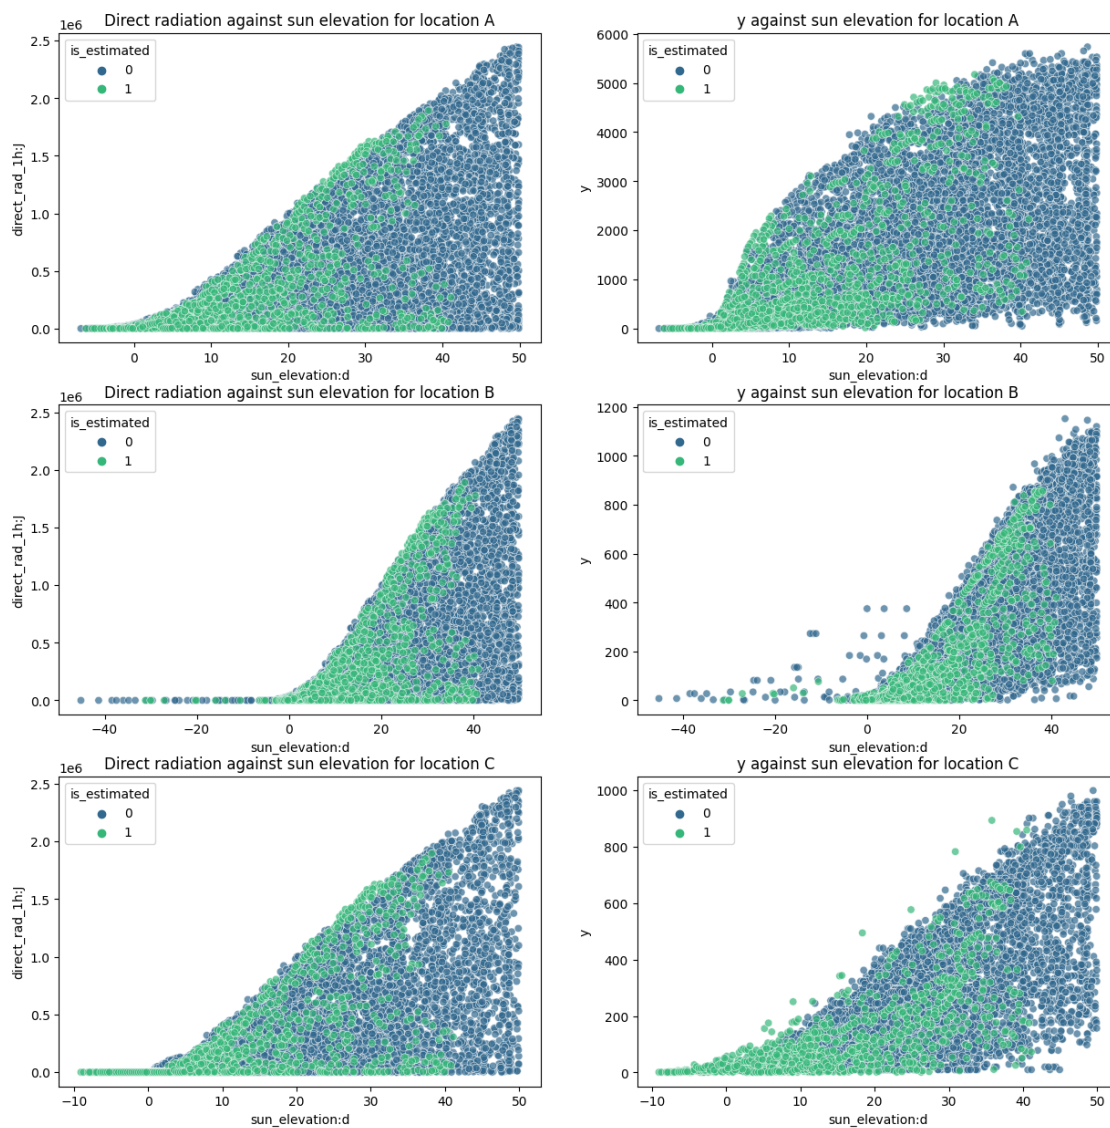 Direct radiation against sun elevation for location A
1e6
is_estimated
0
1
direct_rad_1h:J
2.5
2.0
1.5
1.0
0.5
0.0
0 10 20 30 40 50
sun_elevation:d
y against sun elevation for location A
is_estimated
0
1
y
6000
5000
4000
3000
2000
1000
0
0 10 20 30 40 50
sun_elevation:d
Direct radiation against sun elevation for location B
1e6
is_estimated
0
1
direct_rad_1h:J
2.5
2.0
1.5
1.0
0.5
0.0
−40 −20 0 20 40
sun_elevation:d
y against sun elevation for location B
is_estimated
0
1
y
1200
1000
800
600
400
200
0
−40 −20 0 20 40
sun_elevation:d
Direct radiation against sun elevation for location C
1e6
is_estimated
0
1
direct_rad_1h:J
2.5
2.0
1.5
1.0
0.5
0.0
−10 0 10 20 30 40 50
sun_elevation:d
y against sun elevation for location C
is_estimated
0
1
y
1000
800
600
400
200
0
−10 0 10 20 30 40 50
sun_elevation:d